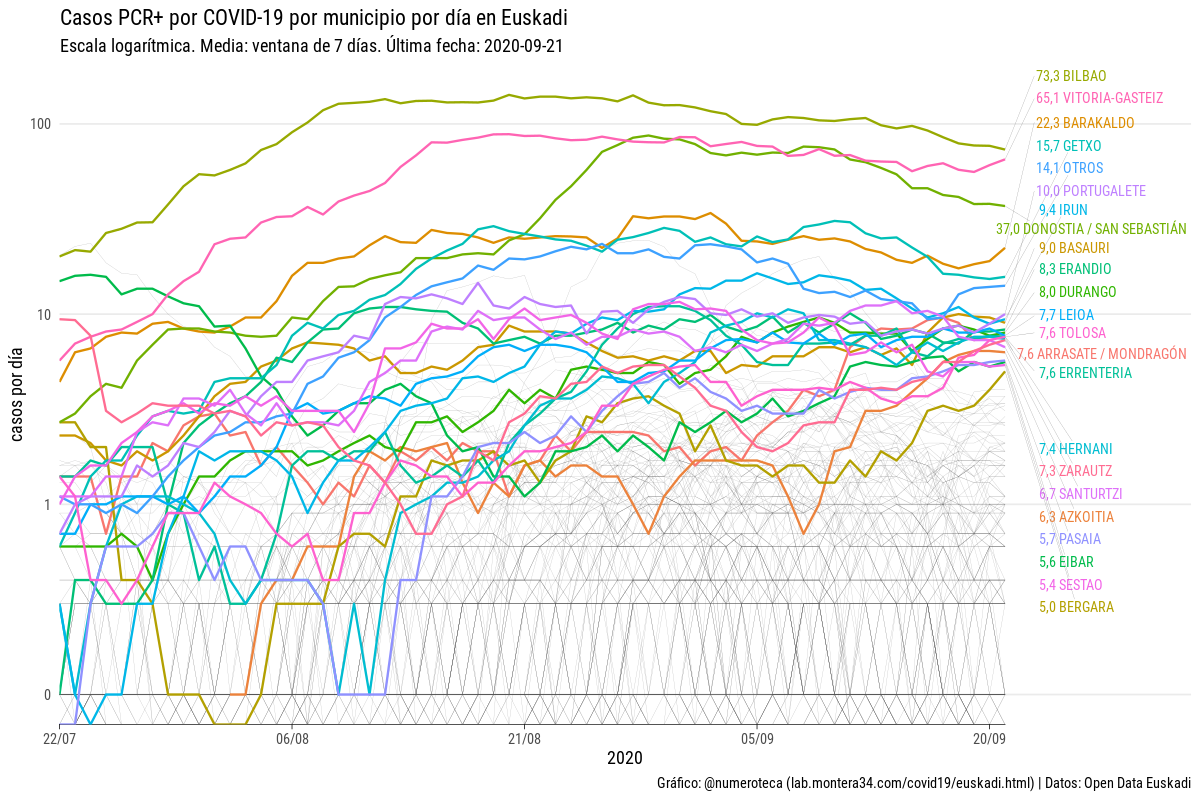 Casos PCR+ por COVID-19 por municipio por día en Euskadi
Escala logarítmica. Media: ventana de 7 días. Última fecha: 2020-09-21
casos por día
100
10
1
0
22/07
06/08
21/08
05/09
20/09
2020
73,3 BILBAO
65,1 VITORIA-GASTEIZ
22,3 BARAKALDO
15,7 GETXO
14,1 OTROS
10,0 PORTUGALETE
9,4 IRUN
37,0 DONOSTIA / SAN SEBASTIÁN
9,0 BASAURI
8,3 ERANDIO
8,0 DURANGO
7,7 LEIOA
7,6 TOLOSA
7,6 ARRASATE / MONDRAGÓN
7,6 ERRENTERIA
7,4 HERNANI
7,3 ZARAUTZ
6,7 SANTURTZI
6,3 AZKOITIA
5,7 PASAIA
5,6 EIBAR
5,4 SESTAO
5,0 BERGARA
Gráfico: @numeroteca (lab.montera34.com/covid19/euskadi.html) | Datos: Open Data Euskadi